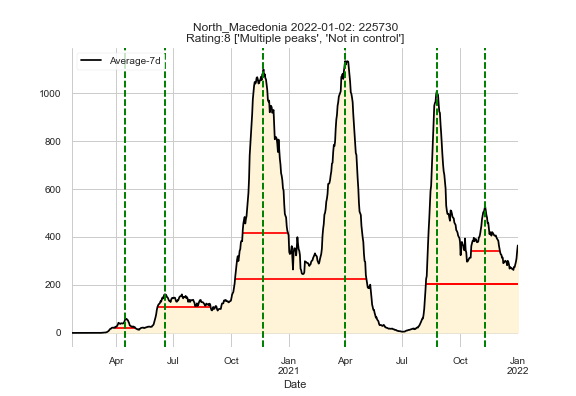 North_Macedonia 2022-01-02: 225730
Rating:8 ['Multiple peaks', 'Not in control']
Average-7d
1000
800
600
400
200
0
Apr
Jul
Oct
Jan
2021
Apr
Jul
Oct
Jan
2022
Date